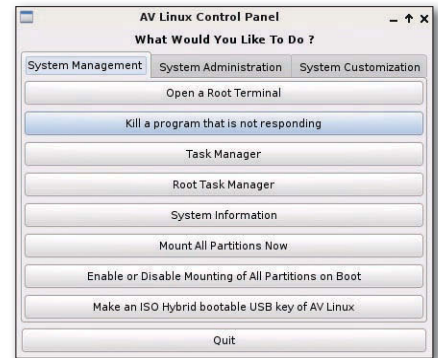 AV Linux Control Panel
What Would You Like To Do ?
System Management System Administration System Customization
Open a Root Terminal
Kill a program that is not responding
Task Manager
Root Task Manager
System Information
Mount All Partitions Now
Enable or Disable Mounting of All Partitions on Boot
Make an ISO Hybrid bootable USB key of AV Linux
Quit